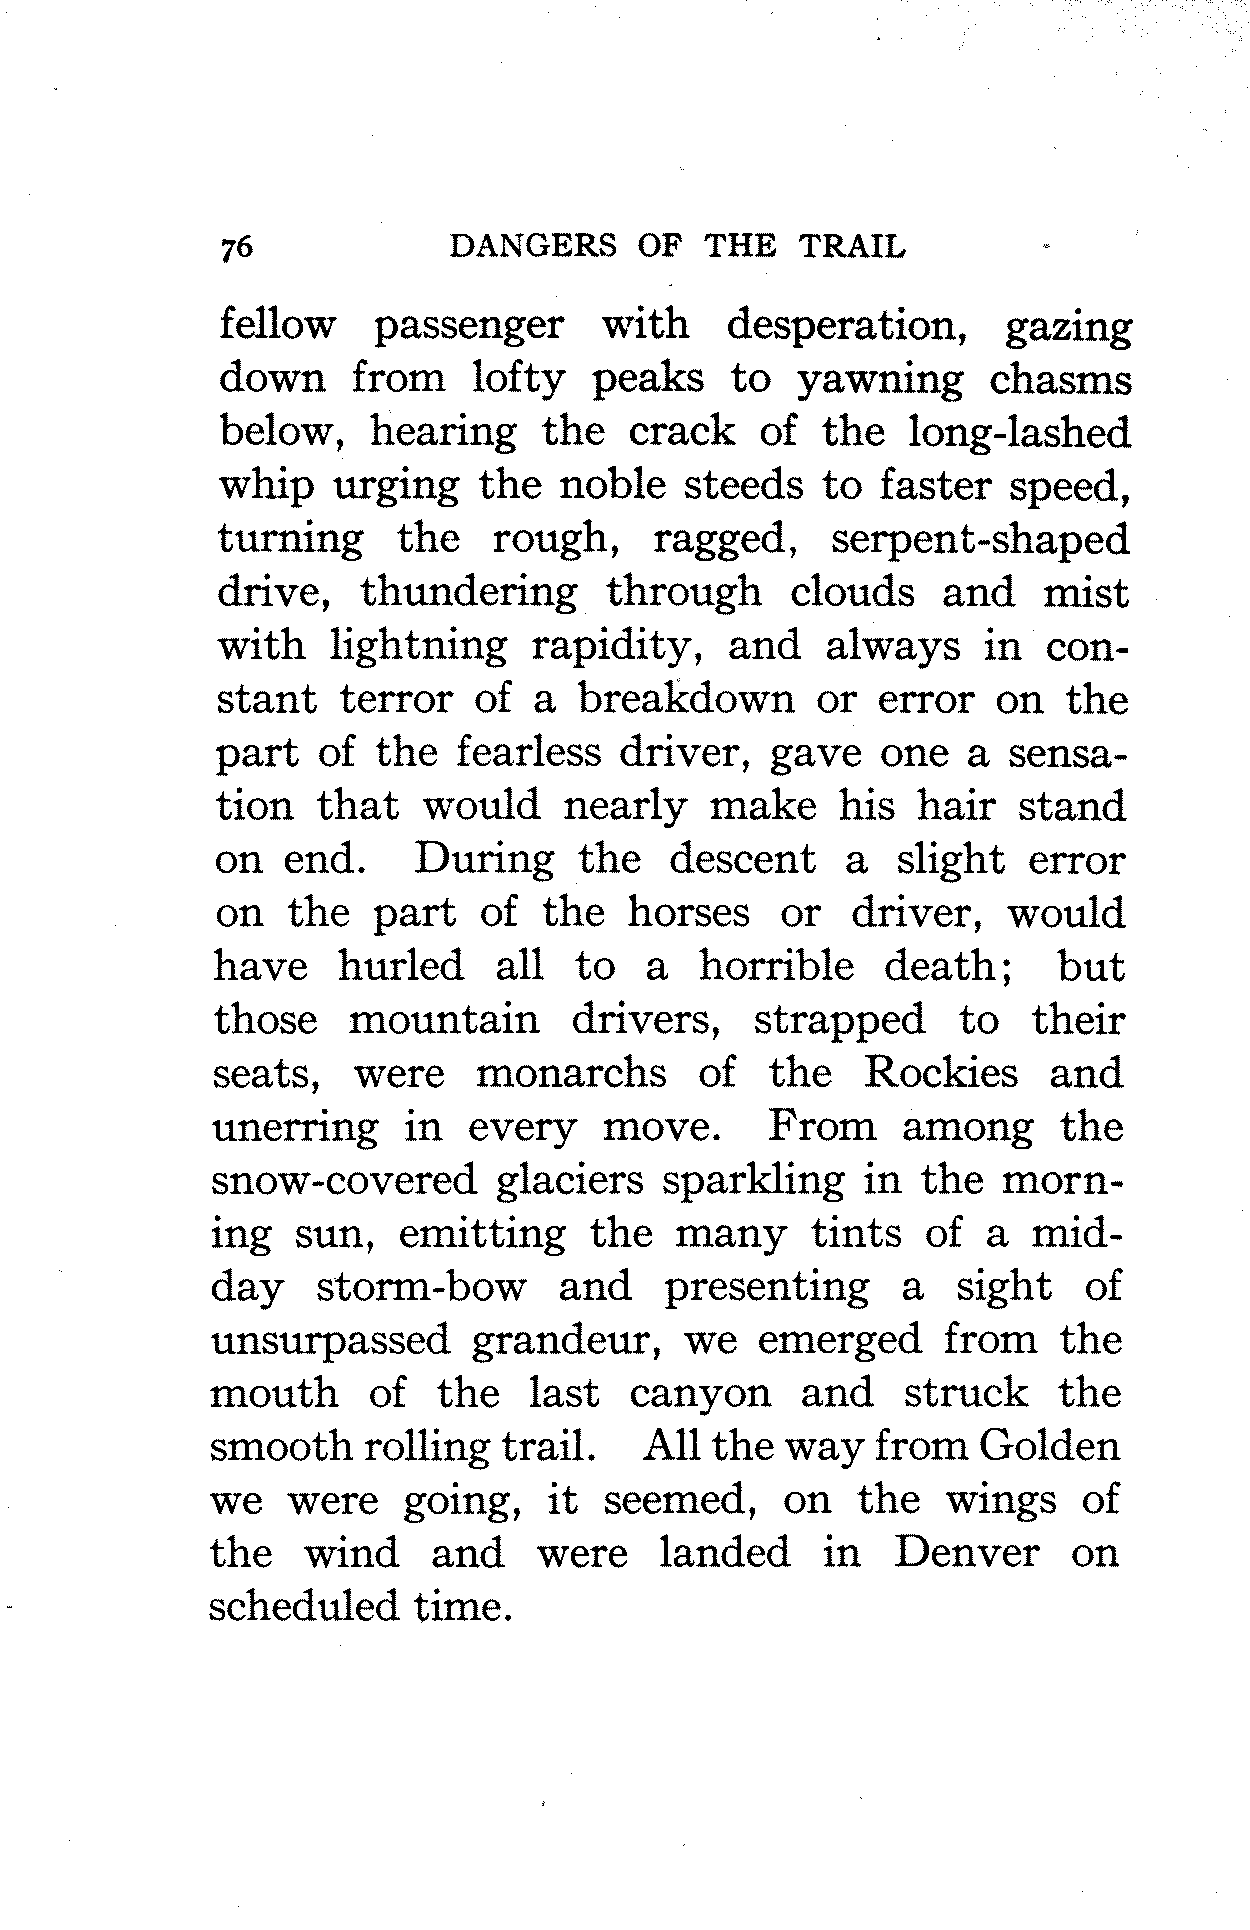 76 DANGERS OF THE TRAIL
fellow passenger with desperation, gazing
down from lofty peaks to yawning chasms
below, hearing the crack of the long-lashed
whip urging the noble steeds to faster speed,
turning the rough, ragged, serpent-shaped
drive, thundering through clouds and mist
with lightning rapidity, and always in con-
stant terror of a breakdown or error on the
part of the fearless driver, gave one a sensa-
tion that would nearly make his hair stand
on end. During the descent a slight error
on the part of the horses or driver, would
have hurled all to a horrible death; but
those mountain drivers, strapped to their
seats, were monarchs of the Rockies and
unerring in every move. From among the
snow-covered glaciers sparkling in the morn-
ing sun, emitting the many tints of a mid-
day storm-bow and presenting a sight of
unsurpassed grandeur, we emerged from the
mouth of the last canyon and struck the
smooth rolling trail. All the way from Golden
we were going, it seemed, on the wings of
the wind and were landed in Denver on
scheduled time.